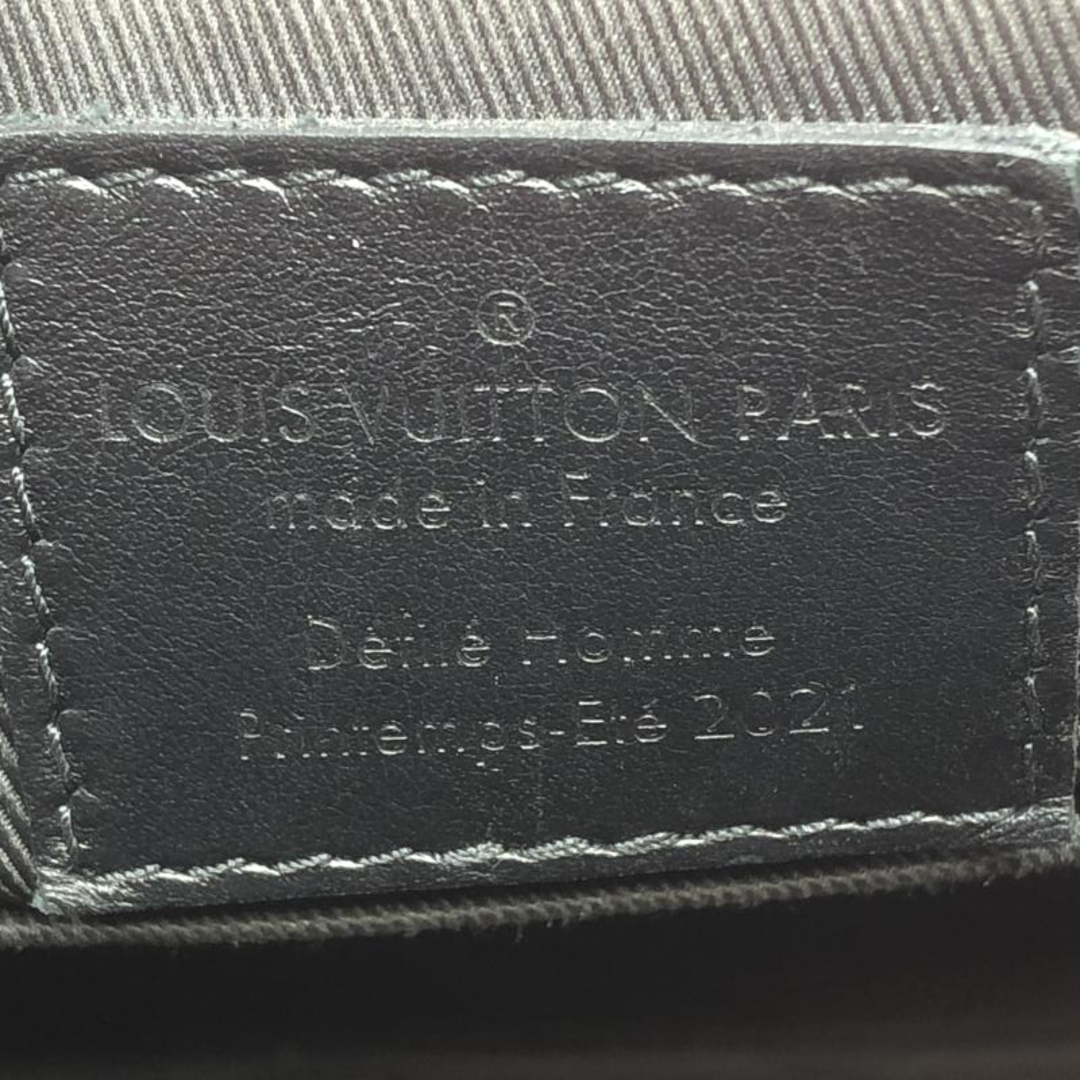 ®
LOUIS VUITTON PARIS
made in France
Défilé Homme
Printemps-Eté 2021